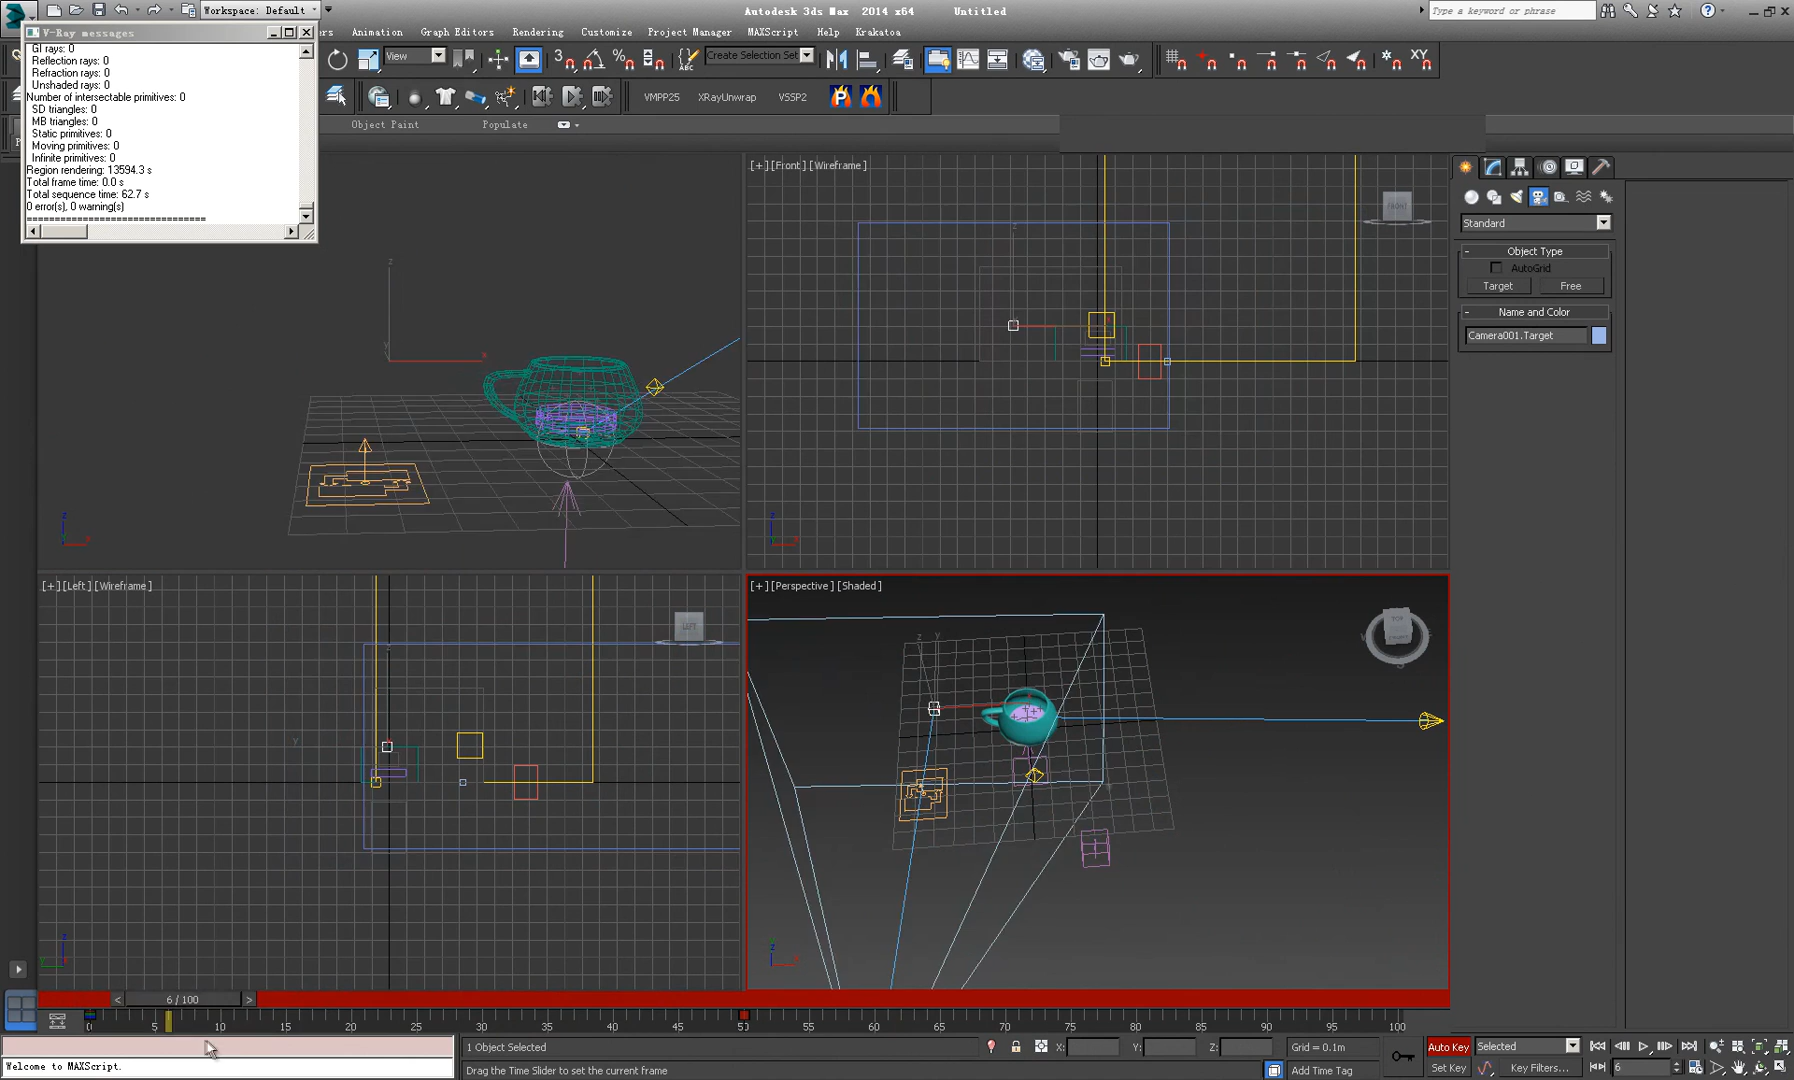 Workspace: Default
Autodesk 3ds Max 2014 x64    Untitled
Type a keyword or phrase
V-Ray messages
Animation
Graph Editors
Rendering
Customize
Project Manager
MAXScript
Help
Krakatoa
GI rays: 0
Reflection rays: 0
Refraction rays: 0
Unshaded rays: 0
Number of intersectable primitives: 0
SD triangles: 0
MB triangles: 0
Static primitives: 0
Moving primitives: 0
Infinite primitives: 0
Region rendering: 13594.3 s
Total frame time: 0.0 s
Total sequence time: 62.7 s
0 error(s), 0 warning(s)
==============================
View
3
Create Selection Set
XY
VMPP25
XRayUnwrap
VSSP2
Object Paint
Populate
[+][Front][Wireframe]
FRONT
Standard
Object Type
AutoGrid
Target
Free
Name and Color
Camera001.Target
[+][Left][Wireframe]
LEFT
[+][Perspective][Shaded]
TOP
6 / 100
0 5 10 15 20 25 30 35 40 45 50 55 60 65 70 75 80 85 90 95 100
1 Object Selected
X:
Y:
Z:
Grid = 0.1m
Auto Key
Selected
Welcome to MAXScript.
Drag the Time Slider to set the current frame
Add Time Tag
Set Key
Key Filters...
6